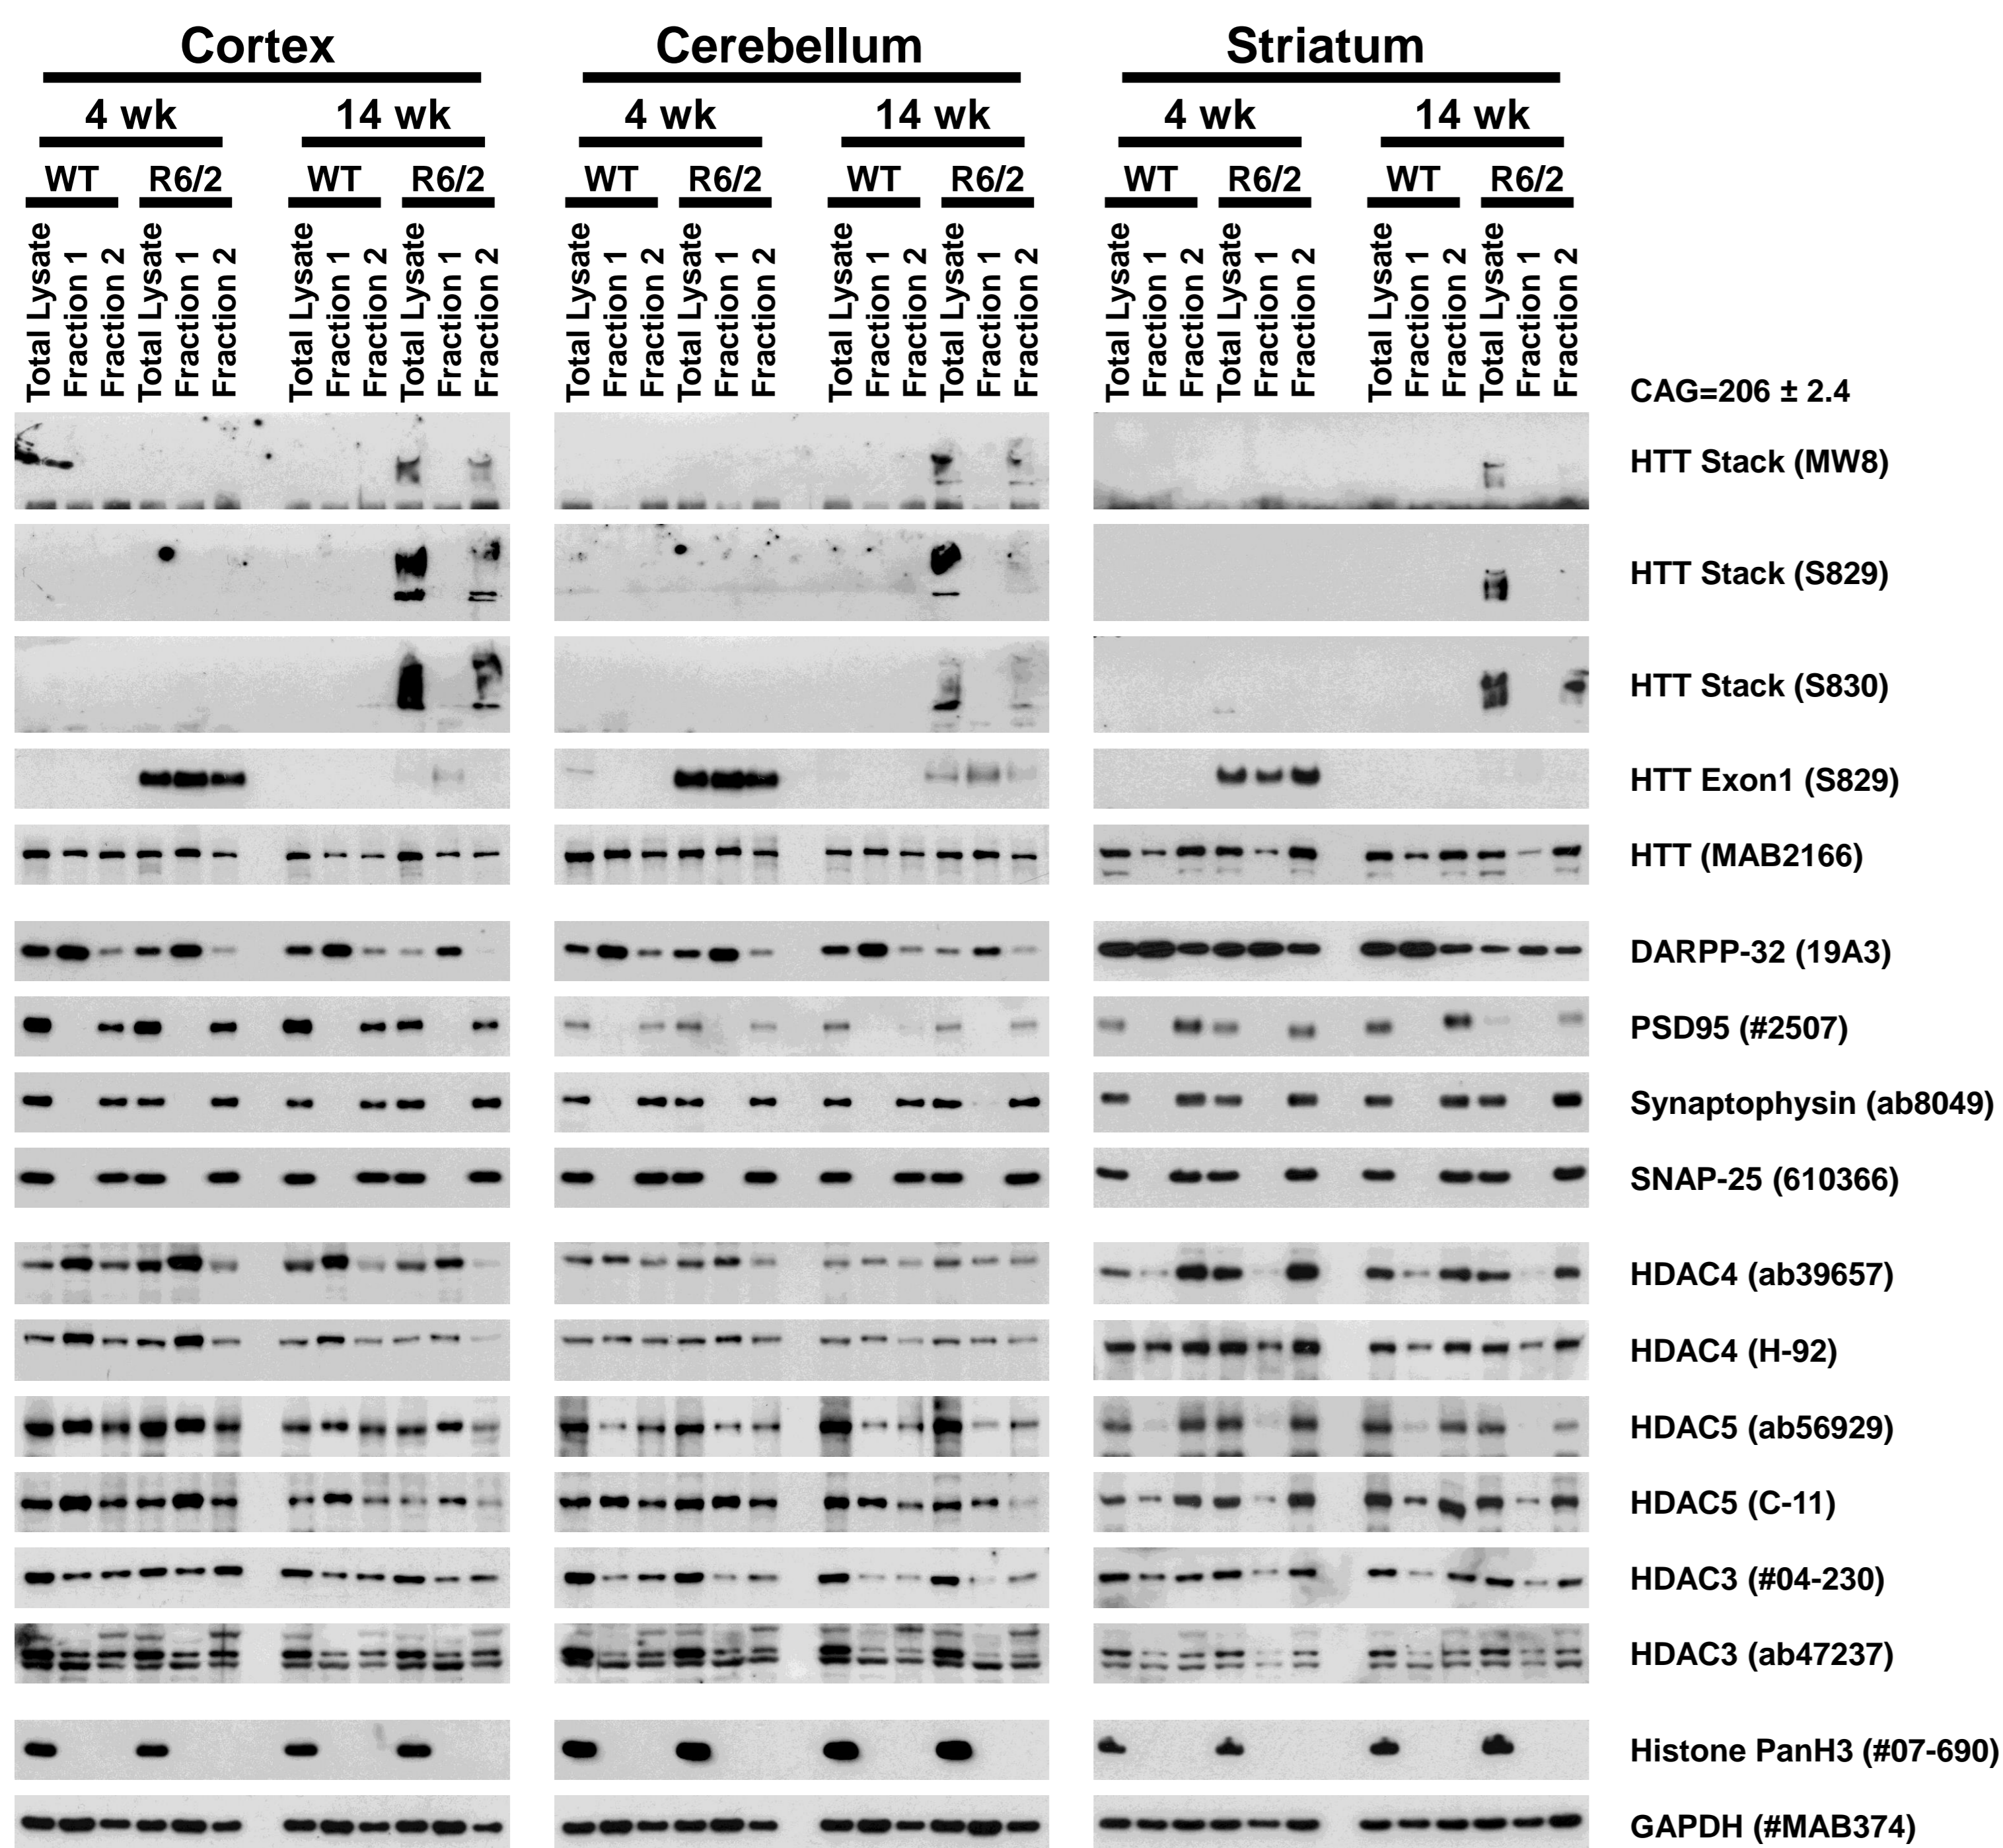 Cortex Cerebellum Striatum
4 wk 14 wk 4 wk 14 wk 4 wk 14 wk
WT R6/2 WT R6/2 WT R6/2 WT R6/2 WT R6/2 WT R6/2
Total Lysate
Fraction 1
Fraction 2
Total Lysate
Fraction 1
Fraction 2
Total Lysate
Fraction 1
Fraction 2
Total Lysate
Fraction 1
Fraction 2
Total Lysate
Fraction 1
Fraction 2
Total Lysate
Fraction 1
Fraction 2
Total Lysate
Fraction 1
Fraction 2
Total Lysate
Fraction 1
Fraction 2
Total Lysate
Fraction 1
Fraction 2
Total Lysate
Fraction 1
Fraction 2
Total Lysate
Fraction 1
Fraction 2
Total Lysate
Fraction 1
Fraction 2
CAG=206 ± 2.4
HTT Stack (MW8)
HTT Stack (S829)
HTT Stack (S830)
HTT Exon1 (S829)
HTT (MAB2166)
DARPP-32 (19A3)
PSD95 (#2507)
Synaptophysin (ab8049)
SNAP-25 (610366)
HDAC4 (ab39657)
HDAC4 (H-92)
HDAC5 (ab56929)
HDAC5 (C-11)
HDAC3 (#04-230)
HDAC3 (ab47237)
Histone PanH3 (#07-690)
GAPDH (#MAB374)